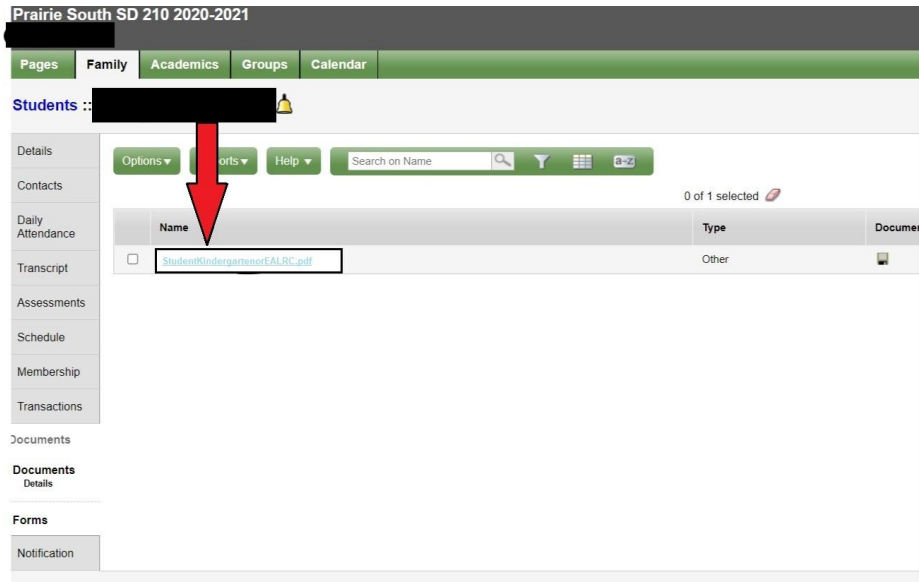 Prairie South SD 210 2020-2021
Pages Family Academics Groups Calendar
Students ::
Details
Contacts
Daily
Attendance
Transcript
Assessments
Schedule
Membership
Transactions
Documents
Documents
Details
Forms
Notification
Options Help Search on Name a-z
0 of 1 selected
Name Type
StudentKindergartenorEALRC.pdf Other